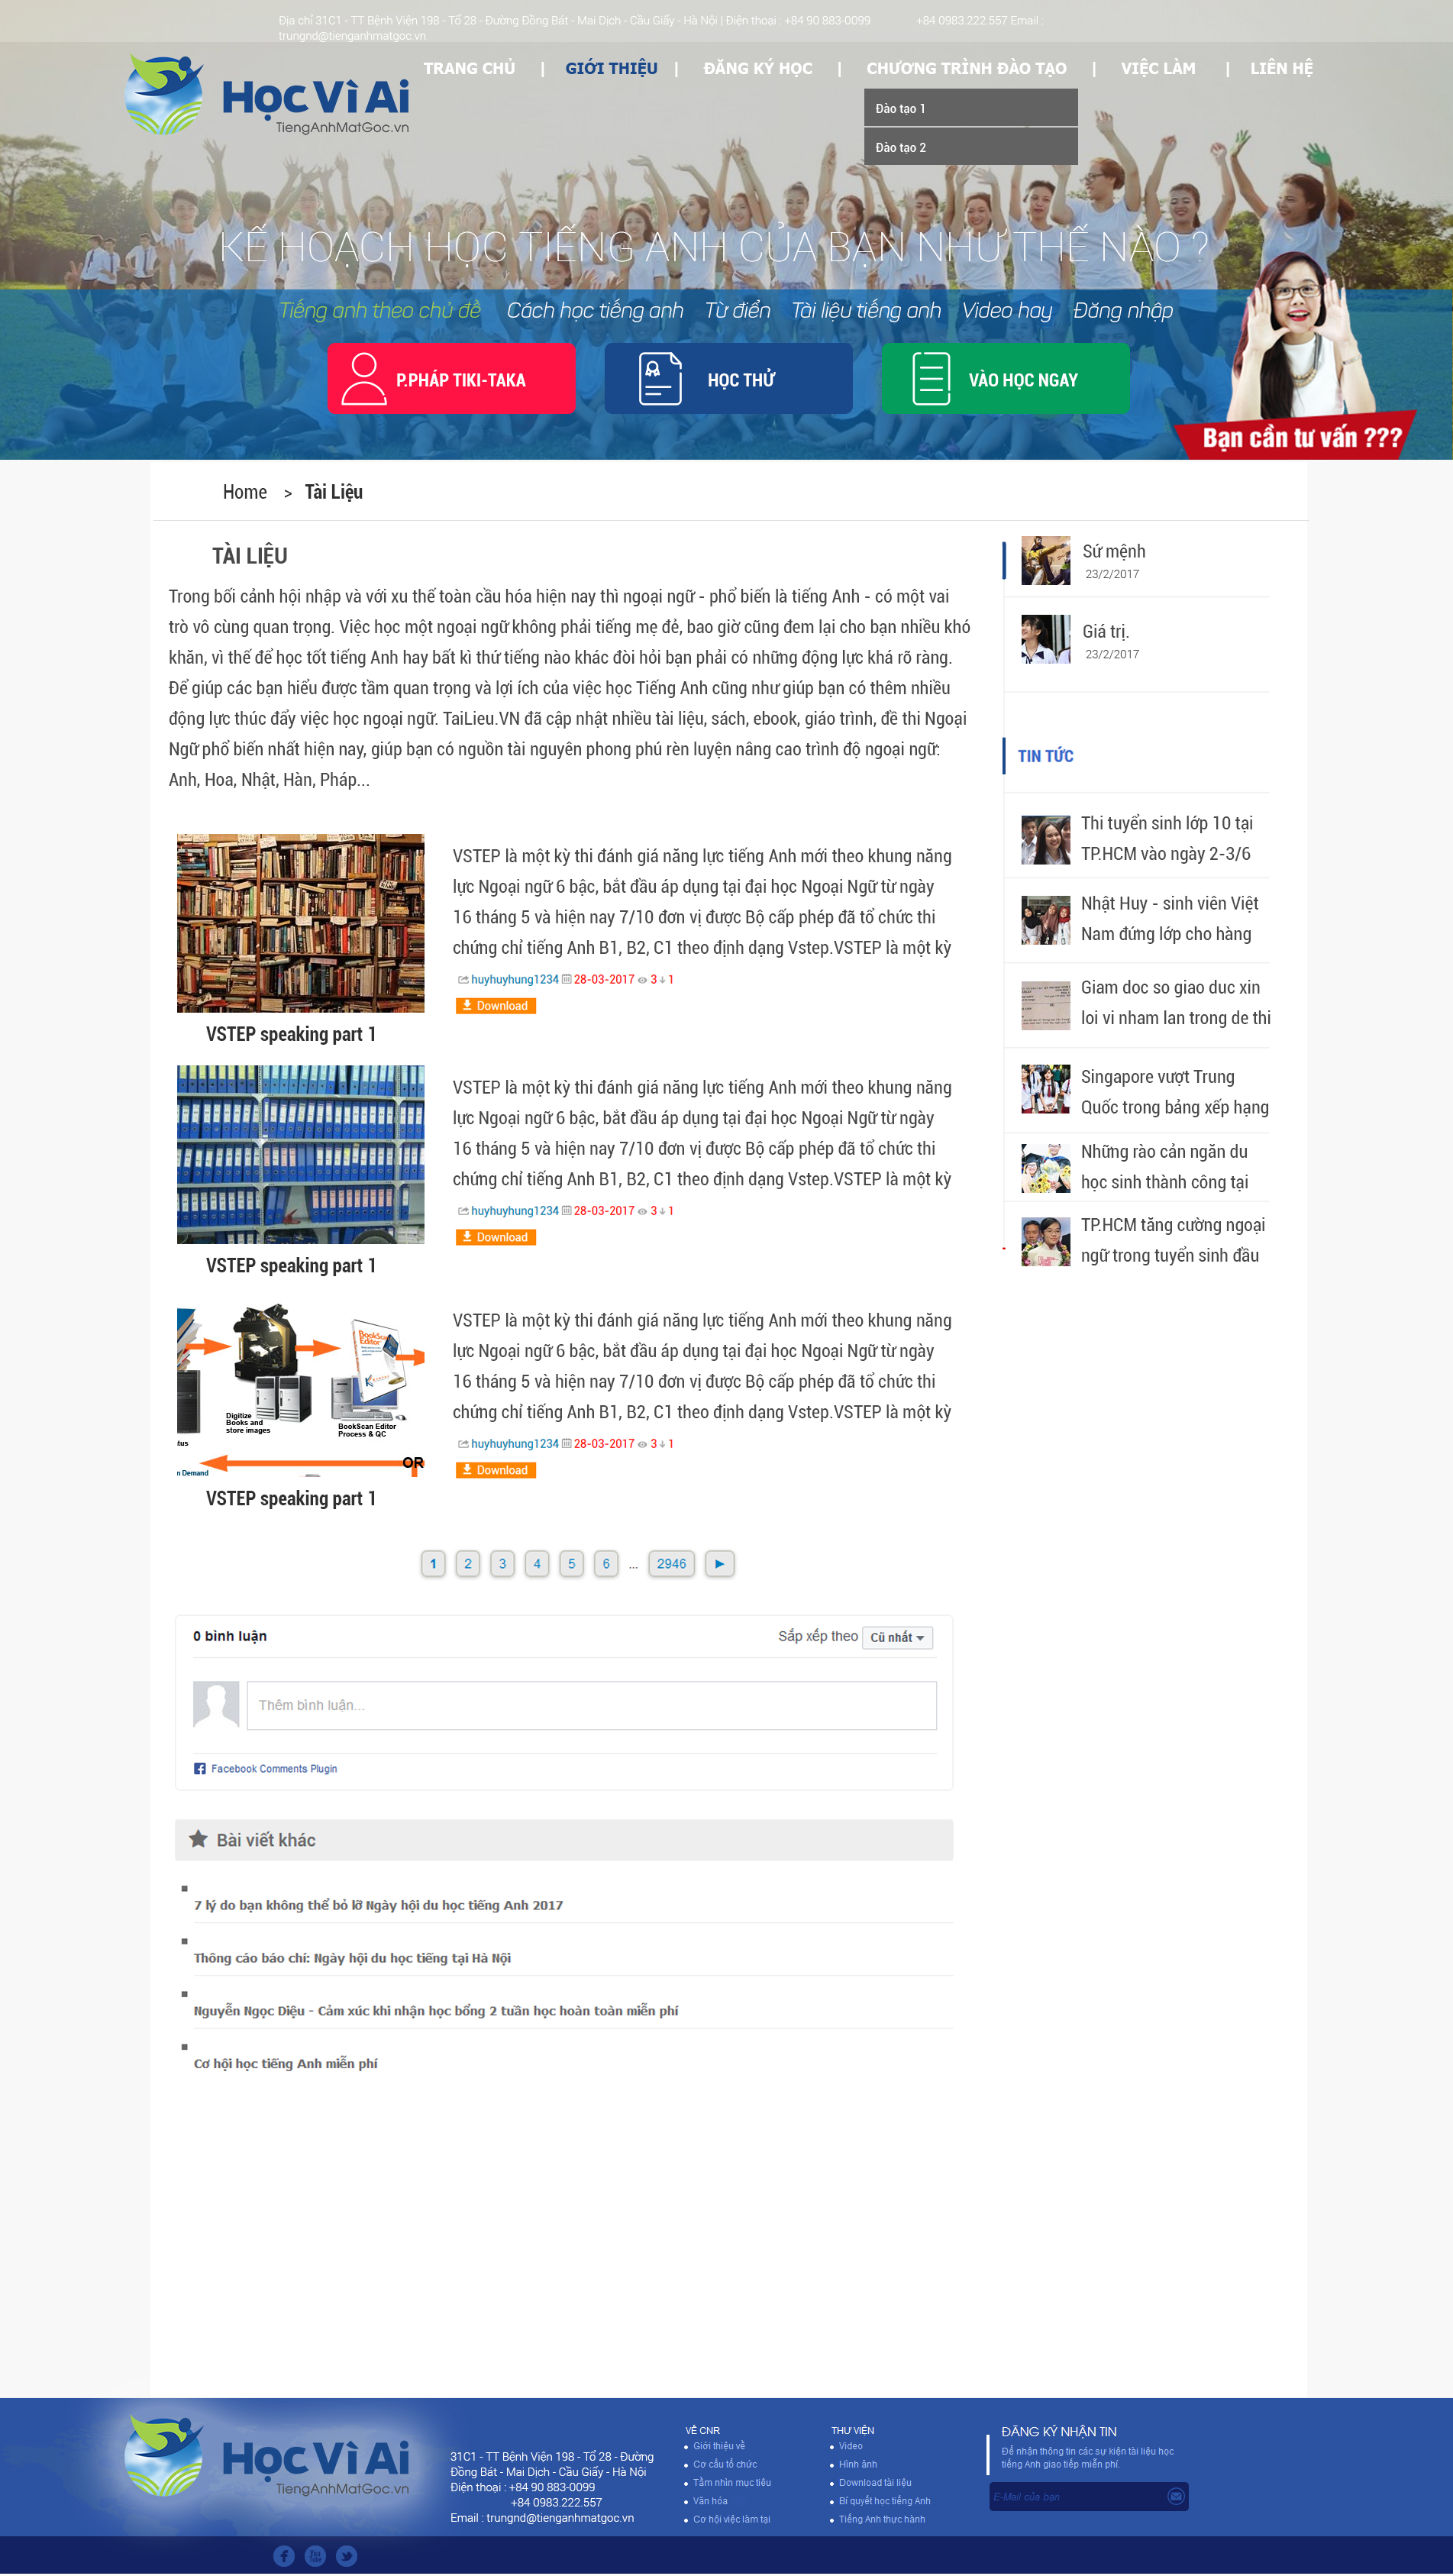 Địa chỉ 31C1 - TT Bệnh Viện 198 - Tổ 28 - Đường Đồng Bát - Mai Dịch - Cầu Giấy - Hà Nội | Điện thoại : +84 90 883-0099 +84 0983.222.557 Email :
trungnd@tienganhmatgoc.vn
TRANG CHỦ | GIỚI THIỆU | ĐĂNG KÝ HỌC | CHƯƠNG TRÌNH ĐÀO TẠO | VIỆC LÀM | LIÊN HỆ
Học Vì Ai
TiengAnhMatGoc.vn
Đào tạo 1
Đào tạo 2
KẾ HOẠCH HỌC TIẾNG ANH CỦA BẠN NHƯ THẾ NÀO ?
Tiếng anh theo chủ đề Cách học tiếng anh Từ điển Tài liệu tiếng anh Video hay Đăng nhập
P.PHÁP TIKI-TAKA
HỌC THỬ
VÀO HỌC NGAY
Bạn cần tư vấn ???
Home > Tài Liệu
TÀI LIỆU
Trong bối cảnh hội nhập và với xu thế toàn cầu hóa hiện nay thì ngoại ngữ - phổ biến là tiếng Anh - có một vai
trò vô cùng quan trọng. Việc học một ngoại ngữ không phải tiếng mẹ đẻ, bao giờ cũng đem lại cho bạn nhiều khó
khăn, vì thế để học tốt tiếng Anh hay bất kì thứ tiếng nào khác đòi hỏi bạn phải có những động lực khá rõ ràng.
Để giúp các bạn hiểu được tầm quan trọng và lợi ích của việc học Tiếng Anh cũng như giúp bạn có thêm nhiều
động lực thúc đẩy việc học ngoại ngữ. TaiLieu.VN đã cập nhật nhiều tài liệu, sách, ebook, giáo trình, đề thi Ngoại
Ngữ phổ biến nhất hiện nay, giúp bạn có nguồn tài nguyên phong phú rèn luyện nâng cao trình độ ngoại ngữ:
Anh, Hoa, Nhật, Hàn, Pháp...
VSTEP là một kỳ thi đánh giá năng lực tiếng Anh mới theo khung năng
lực Ngoại ngữ 6 bậc, bắt đầu áp dụng tại đại học Ngoại Ngữ từ ngày
16 tháng 5 và hiện nay 7/10 đơn vị được Bộ cấp phép đã tổ chức thi
chứng chỉ tiếng Anh B1, B2, C1 theo định dạng Vstep.VSTEP là một kỳ
huyhuyhung1234 28-03-2017 3 1
Download
VSTEP speaking part 1
VSTEP là một kỳ thi đánh giá năng lực tiếng Anh mới theo khung năng
lực Ngoại ngữ 6 bậc, bắt đầu áp dụng tại đại học Ngoại Ngữ từ ngày
16 tháng 5 và hiện nay 7/10 đơn vị được Bộ cấp phép đã tổ chức thi
chứng chỉ tiếng Anh B1, B2, C1 theo định dạng Vstep.VSTEP là một kỳ
huyhuyhung1234 28-03-2017 3 1
Download
VSTEP speaking part 1
BookScan
Editor
Digitize
Books and
store images
BookScan Editor
Process & QC
tus
n Demand
OR
VSTEP là một kỳ thi đánh giá năng lực tiếng Anh mới theo khung năng
lực Ngoại ngữ 6 bậc, bắt đầu áp dụng tại đại học Ngoại Ngữ từ ngày
16 tháng 5 và hiện nay 7/10 đơn vị được Bộ cấp phép đã tổ chức thi
chứng chỉ tiếng Anh B1, B2, C1 theo định dạng Vstep.VSTEP là một kỳ
huyhuyhung1234 28-03-2017 3 1
Download
VSTEP speaking part 1
1 2 3 4 5 6 ... 2946 ►
0 bình luận
Sắp xếp theo Cũ nhất
Thêm bình luận...
Facebook Comments Plugin
Bài viết khác
7 lý do bạn không thể bỏ lỡ Ngày hội du học tiếng Anh 2017
Thông cáo báo chí: Ngày hội du học tiếng tại Hà Nội
Nguyễn Ngọc Diệu - Cảm xúc khi nhận học bổng 2 tuần học hoàn toàn miễn phí
Cơ hội học tiếng Anh miễn phí
Sứ mệnh
23/2/2017
Giá trị.
23/2/2017
TIN TỨC
Thi tuyển sinh lớp 10 tại
TP.HCM vào ngày 2-3/6
Nhật Huy - sinh viên Việt
Nam đứng lớp cho hàng
Giam doc so giao duc xin
loi vi nham lan trong de thi
Singapore vượt Trung
Quốc trong bảng xếp hạng
Những rào cản ngăn du
học sinh thành công tại
TP.HCM tăng cường ngoại
ngữ trong tuyển sinh đầu
Học Vì Ai
TiengAnhMatGoc.vn
31C1 - TT Bệnh Viện 198 - Tổ 28 - Đường
Đồng Bát - Mai Dịch - Cầu Giấy - Hà Nội
Điện thoại : +84 90 883-0099
+84 0983.222.557
Email : trungnd@tienganhmatgoc.vn
VỀ CNR
Giới thiệu về
Cơ cấu tổ chức
Tầm nhìn mục tiêu
Văn hóa
Cơ hội việc làm tại
THƯ VIỆN
Video
Hình ảnh
Download tài liệu
Bí quyết học tiếng Anh
Tiếng Anh thực hành
ĐĂNG KÝ NHẬN TIN
Để nhận thông tin các sự kiện tài liệu học
tiếng Anh giao tiếp miễn phí.
E-Mail của bạn